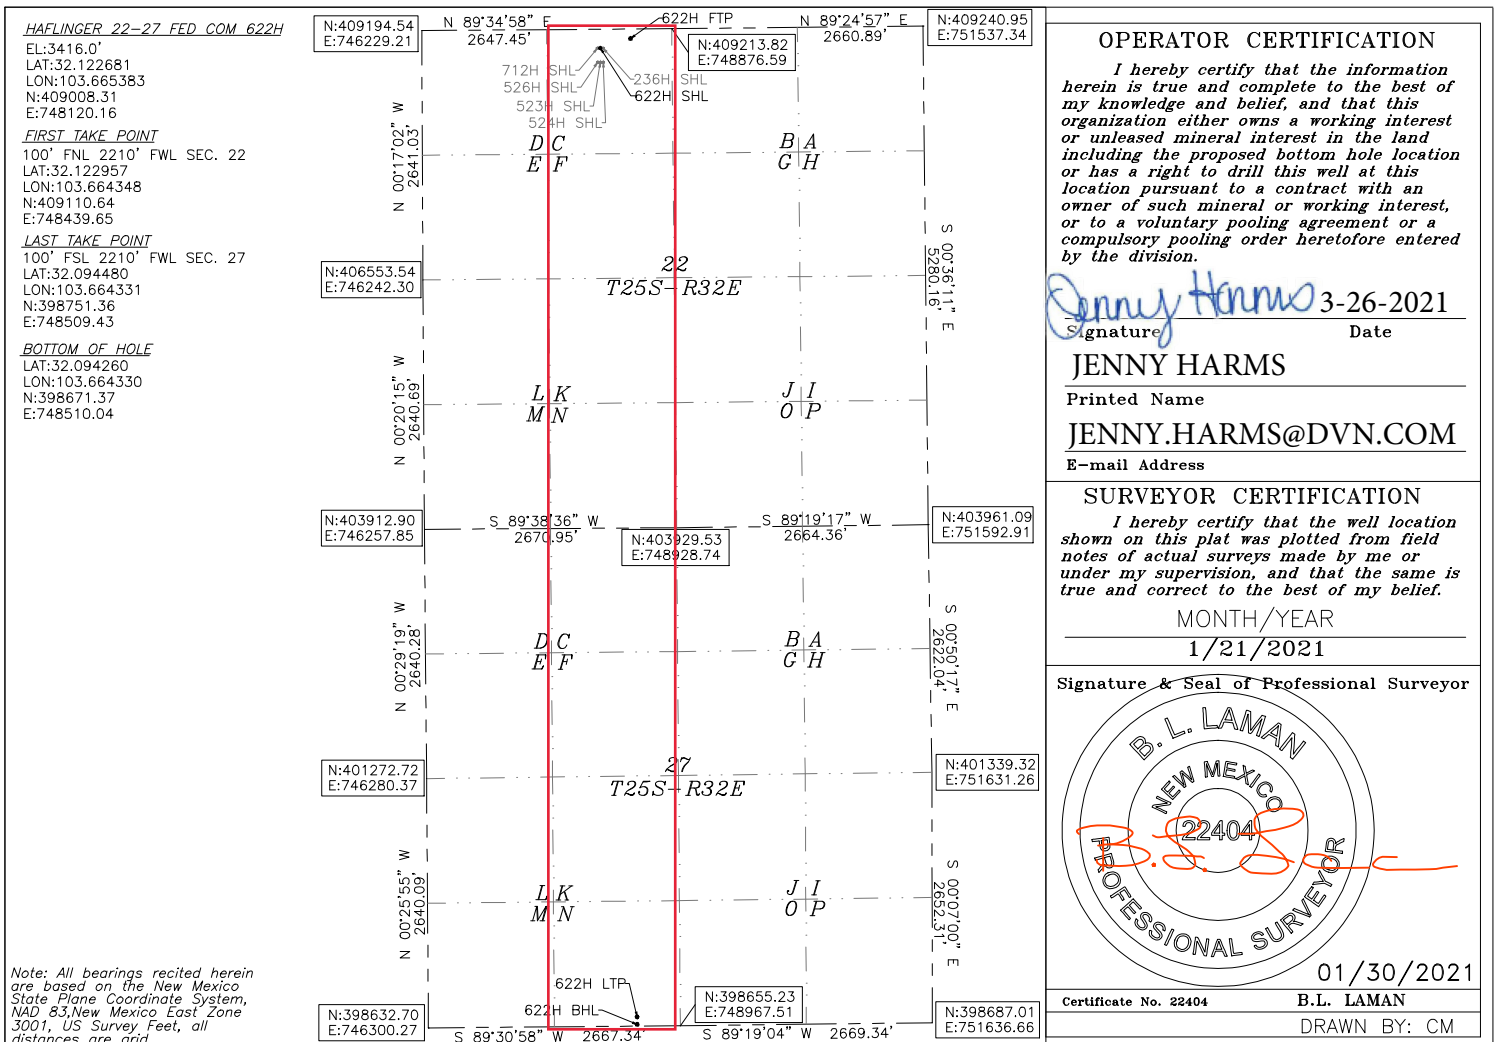 HAFLINGER 22-27 FED COM 622H
EL:3416.0'
LAT:32.122681
LON:103.665383
N:409008.31
E:748120.16
FIRST TAKE POINT
100' FNL 2210' FWL SEC. 22
LAT:32.122957
LON:103.664348
N:409110.64
E:748439.65
LAST TAKE POINT
100' FSL 2210' FWL SEC. 27
LAT:32.094480
LON:103.664331
N:398751.36
E:748509.43
BOTTOM OF HOLE
LAT:32.094260
LON:103.664330
N:398671.37
E:748510.04
Note: All bearings recited herein
are based on the New Mexico
State Plane Coordinate System,
NAD 83,New Mexico East Zone
3001, US Survey Feet, all
distances are grid
N:409194.54
E:746229.21
N 89°34'58" E
2647.45'
622H FTP
N 89°24'57" E
2660.89'
N:409240.95
E:751537.34
N:409213.82
E:748876.59
712H SHL
526H SHL
523H SHL
524H SHL
236H SHL
622H SHL
N 00°17'02" W
2641.03'
D C
E F
B A
G H
S 00°36'11" E
5280.16'
N:406553.54
E:746242.30
22
T25S-R32E
N 00°20'15" W
2640.69'
L K
M N
J I
O P
N:403912.90
E:746257.85
S 89°38'36" W
2670.95'
N:403929.53
E:748928.74
S 89°19'17" W
2664.36'
N:403961.09
E:751592.91
N 00°29'19" W
2640.28'
D C
E F
B A
G H
S 00°50'17" E
2622.04'
N:401272.72
E:746280.37
27
T25S-R32E
N:401339.32
E:751631.26
N 00°25'55" W
2640.09'
L K
M N
J I
O P
S 00°07'00" E
2652.31'
622H LTP
622H BHL
N:398632.70
E:746300.27
S 89°30'58" W 2667.34'
N:398655.23
E:748967.51
S 89°19'04" W 2669.34'
N:398687.01
E:751636.66
OPERATOR CERTIFICATION
I hereby certify that the information
herein is true and complete to the best of
my knowledge and belief, and that this
organization either owns a working interest
or unleased mineral interest in the land
including the proposed bottom hole location
or has a right to drill this well at this
location pursuant to a contract with an
owner of such mineral or working interest,
or to a voluntary pooling agreement or a
compulsory pooling order heretofore entered
by the division.
Jenny Harms 3-26-2021
Signature Date
JENNY HARMS
Printed Name
JENNY.HARMS@DVN.COM
E-mail Address
SURVEYOR CERTIFICATION
I hereby certify that the well location
shown on this plat was plotted from field
notes of actual surveys made by me or
under my supervision, and that the same is
true and correct to the best of my belief.
MONTH/YEAR
1/21/2021
Signature & Seal of Professional Surveyor
B. L. LAMAN
NEW MEXICO
22404
PROFESSIONAL SURVEYOR
01/30/2021
Certificate No. 22404 B.L. LAMAN
DRAWN BY: CM